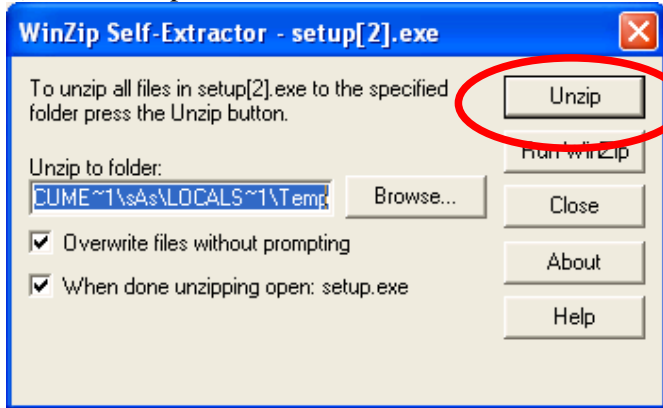 WinZip Self-Extractor - setup[2].exe
To unzip all files in setup[2].exe to the specified
folder press the Unzip button.
Unzip
Run WinZip
Unzip to folder:
CUME~1\sAs\LOCALS~1\Temp
Browse...
Close
Overwrite files without prompting
About
When done unzipping open: setup.exe
Help